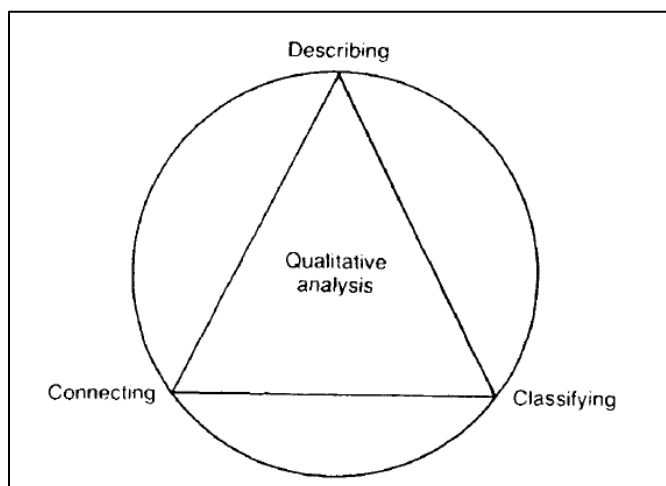 Describing
Qualitative
analysis
Connecting
Classifying